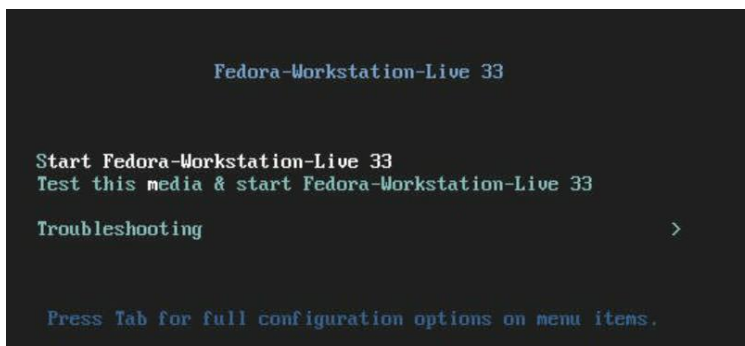 Fedora-Workstation-Live 33
Start Fedora-Workstation-Live 33
Test this media & start Fedora-Workstation-Live 33
Troubleshooting >
Press Tab for full configuration options on menu items.